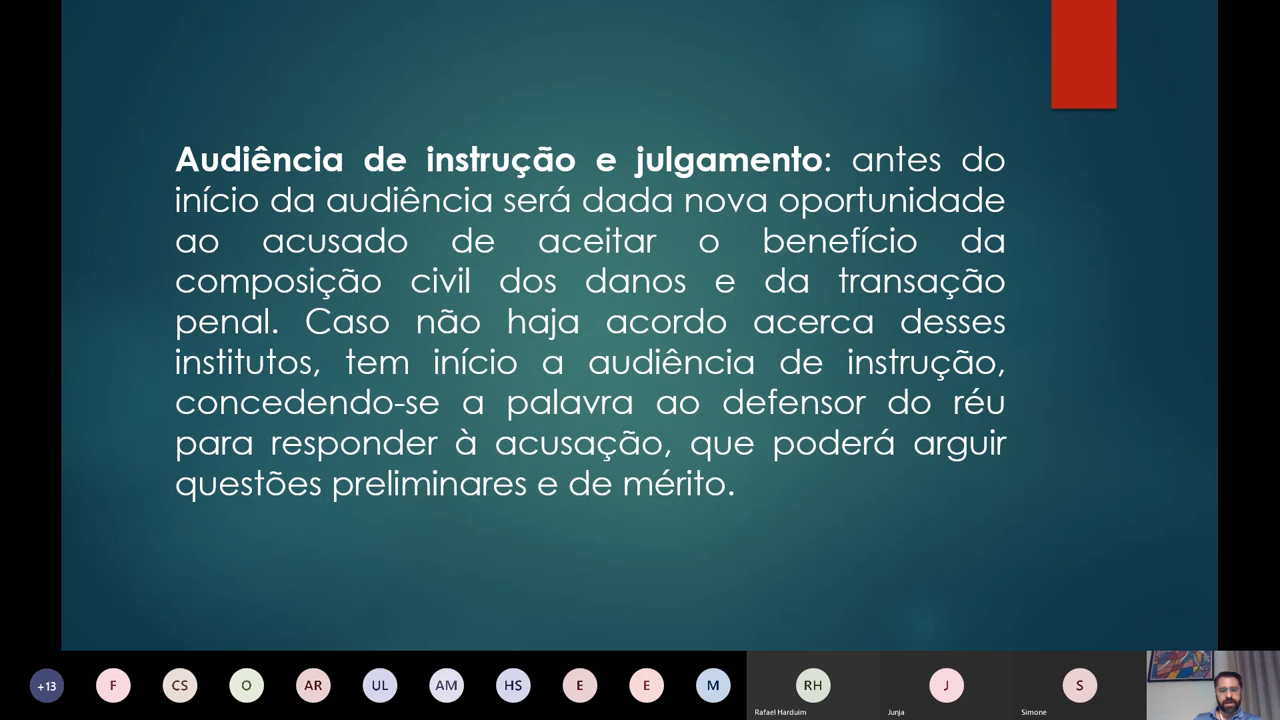 Audiência de instrução e julgamento: antes do
início da audiência será dada nova oportunidade
ao acusado de aceitar o benefício da
composição civil dos danos e da transação
penal. Caso não haja acordo acerca desses
institutos, tem início a audiência de instrução,
concedendo-se a palavra ao defensor do réu
para responder à acusação, que poderá arguir
questões preliminares e de mérito.
+13 F CS O AR UL AM HS E E M RH J S
Rafael Harduim Junja Simone